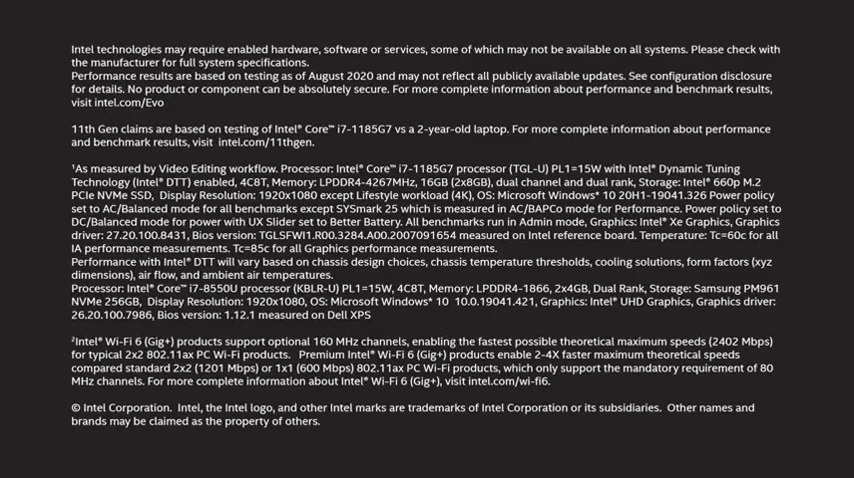 Intel technologies may require enabled hardware, software or services, some of which may not be available on all systems. Please check with
the manufacturer for full system specifications.
Performance results are based on testing as of August 2020 and may not reflect all publicly available updates. See configuration disclosure
for details. No product or component can be absolutely secure. For more complete information about performance and benchmark results,
visit intel.com/Evo
11th Gen claims are based on testing of Intel® Core™ i7-1185G7 vs a 2-year-old laptop. For more complete information about performance
and benchmark results, visit intel.com/11thgen.
¹As measured by Video Editing workflow. Processor: Intel® Core™ i7-1185G7 processor (TGL-U) PL1=15W with Intel® Dynamic Tuning
Technology (Intel® DTT) enabled, 4C8T, Memory: LPDDR4-4267MHz, 16GB (2x8GB), dual channel and dual rank, Storage: Intel® 660p M.2
PCIe NVMe SSD, Display Resolution: 1920x1080 except Lifestyle workload (4K), OS: Microsoft Windows* 10 20H1-19041.326 Power policy
set to AC/Balanced mode for all benchmarks except SYSmark 25 which is measured in AC/BAPCo mode for Performance. Power policy set to
DC/Balanced mode for power with UX Slider set to Better Battery. All benchmarks run in Admin mode, Graphics: Intel® Xe Graphics, Graphics
driver: 27.20.100.8431, Bios version: TGLSFWI1.R00.3284.A00.2007091654 measured on Intel reference board. Temperature: Tc=60c for all
IA performance measurements. Tc=85c for all Graphics performance measurements.
Performance with Intel® DTT will vary based on chassis design choices, chassis temperature thresholds, cooling solutions, form factors (xyz
dimensions), air flow, and ambient air temperatures.
Processor: Intel® Core™ i7-8550U processor (KBLR-U) PL1=15W, 4C8T, Memory: LPDDR4-1866, 2x4GB, Dual Rank, Storage: Samsung PM961
NVMe 256GB, Display Resolution: 1920x1080, OS: Microsoft Windows* 10 10.0.19041.421, Graphics: Intel® UHD Graphics, Graphics driver:
26.20.100.7986, Bios version: 1.12.1 measured on Dell XPS
²Intel® Wi-Fi 6 (Gig+) products support optional 160 MHz channels, enabling the fastest possible theoretical maximum speeds (2402 Mbps)
for typical 2x2 802.11ax PC Wi-Fi products. Premium Intel® Wi-Fi 6 (Gig+) products enable 2-4X faster maximum theoretical speeds
compared standard 2x2 (1201 Mbps) or 1x1 (600 Mbps) 802.11ax PC Wi-Fi products, which only support the mandatory requirement of 80
MHz channels. For more complete information about Intel® Wi-Fi 6 (Gig+), visit intel.com/wi-fi6.
© Intel Corporation. Intel, the Intel logo, and other Intel marks are trademarks of Intel Corporation or its subsidiaries. Other names and
brands may be claimed as the property of others.